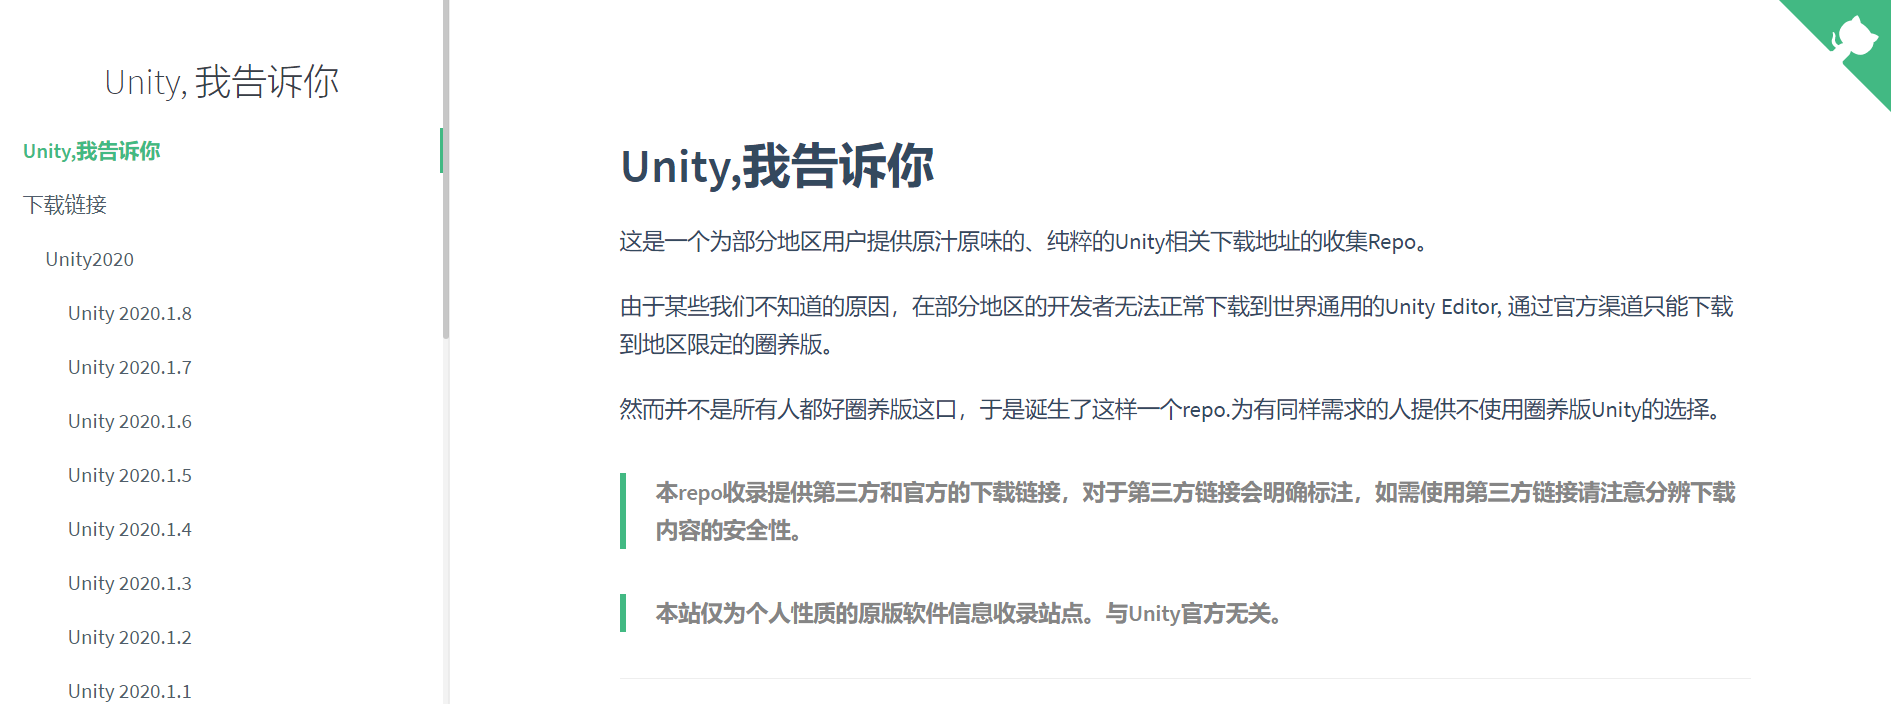 Unity, 我告诉你
Unity,我告诉你
下载链接
Unity2020
Unity 2020.1.8
Unity 2020.1.7
Unity 2020.1.6
Unity 2020.1.5
Unity 2020.1.4
Unity 2020.1.3
Unity 2020.1.2
Unity 2020.1.1
Unity,我告诉你
这是一个为部分地区用户提供原汁原味的、纯粹的Unity相关下载地址的收集Repo。
由于某些我们不知道的原因，在部分地区的开发者无法正常下载到世界通用的Unity Editor, 通过官方渠道只能下载
到地区限定的圈养版。
然而并不是所有人都好圈养版这口，于是诞生了这样一个repo.为有同样需求的人提供不使用圈养版Unity的选择。
本repo收录提供第三方和官方的下载链接，对于第三方链接会明确标注，如需使用第三方链接请注意分辨下载
内容的安全性。
本站仅为个人性质的原版软件信息收录站点。与Unity官方无关。